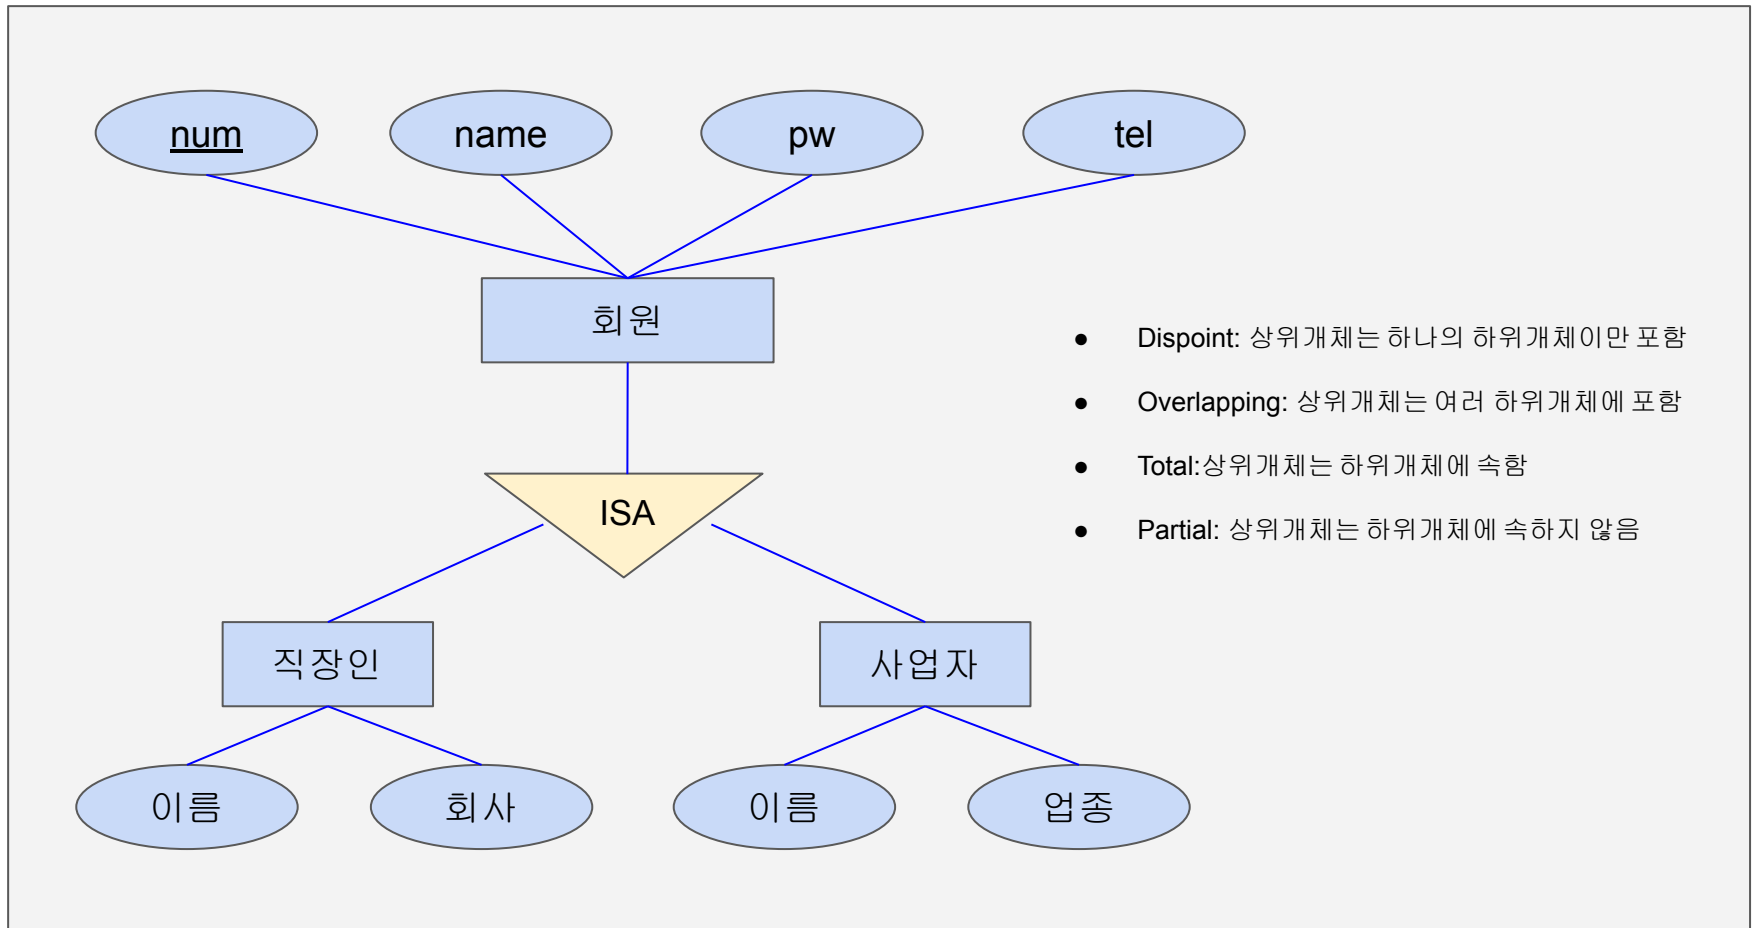 num
name
pw
tel
회원
ISA
직장인
사업자
이름
회사
이름
업종
● Dispoint: 상위개체는 하나의 하위개체이만 포함
● Overlapping: 상위개체는 여러 하위개체에 포함
● Total:상위개체는 하위개체에 속함
● Partial: 상위개체는 하위개체에 속하지 않음